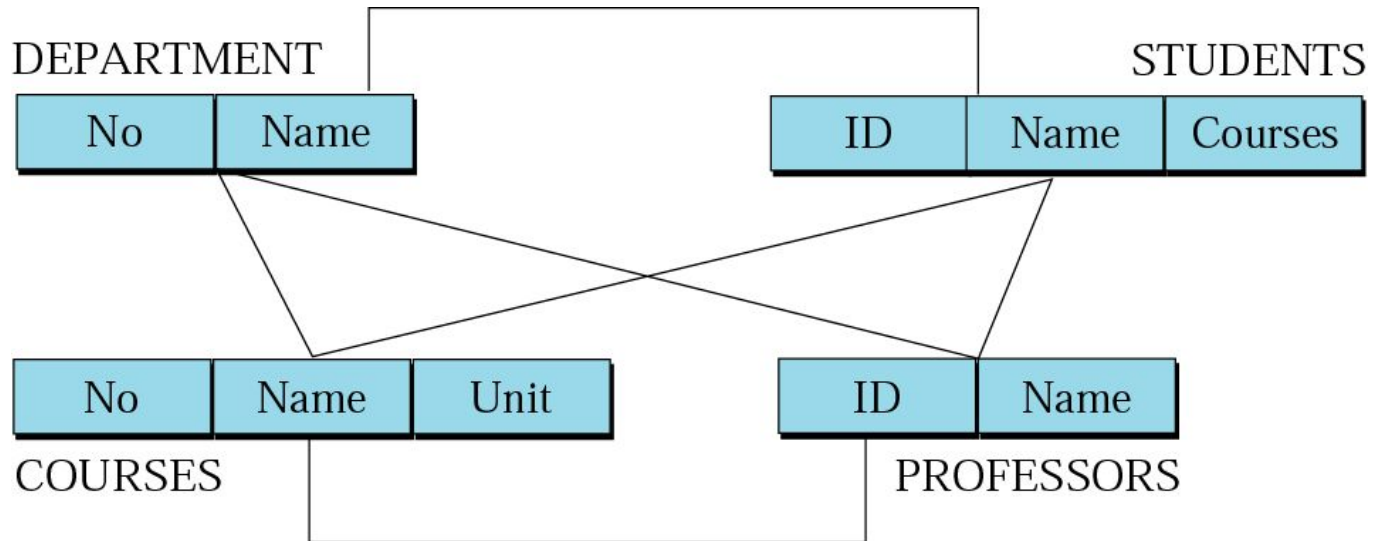 DEPARTMENT
No Name
STUDENTS
ID Name Courses
No Name Unit
COURSES
ID Name
PROFESSORS